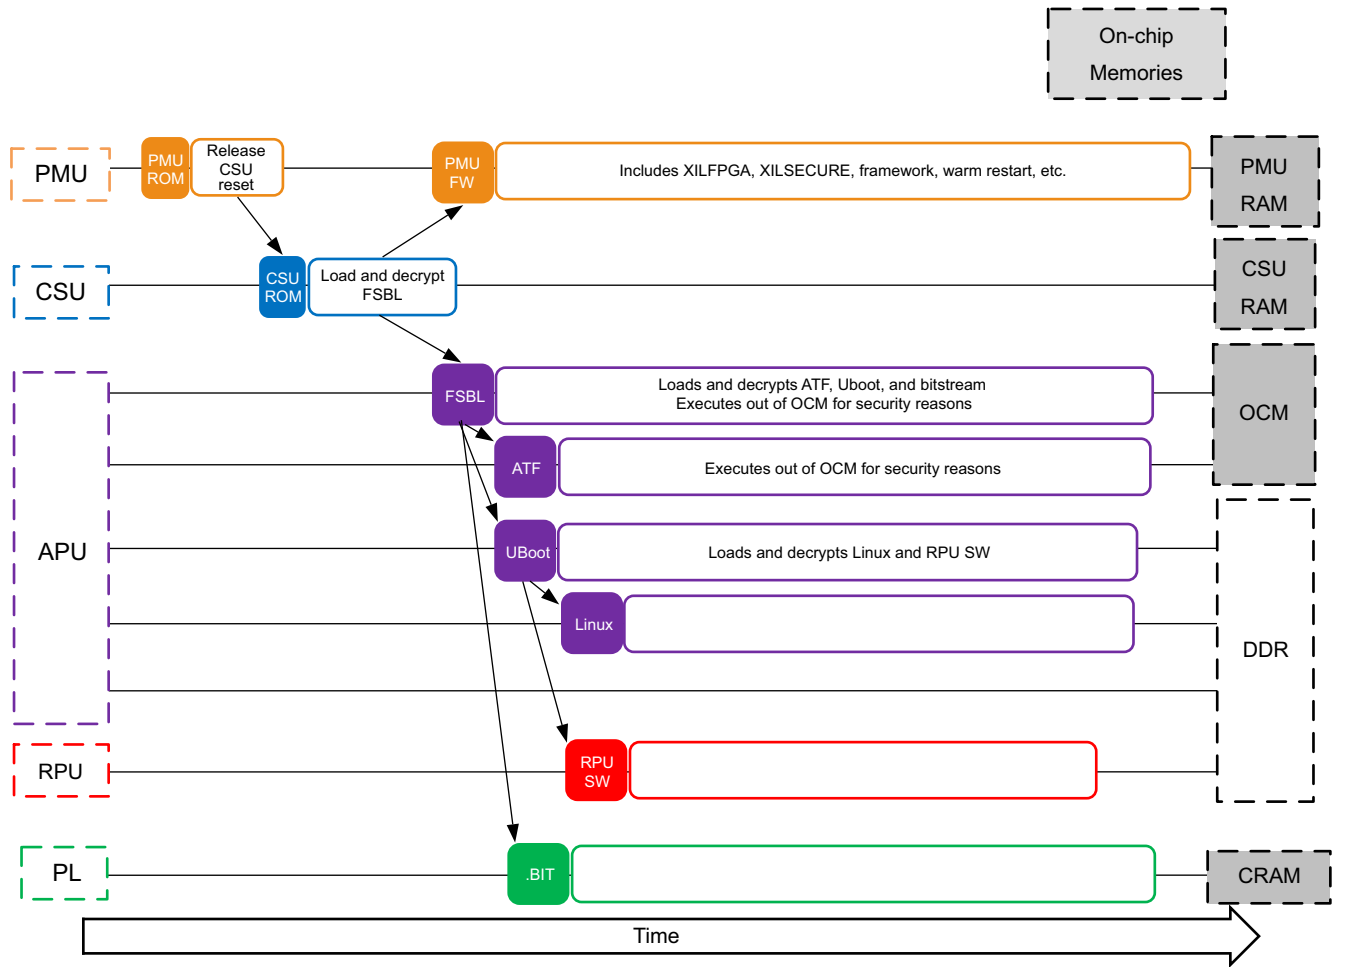 On-chip
Memories
PMU
PMU
ROM
Release
CSU
reset
PMU
FW
Includes XILFPGA, XILSECURE, framework, warm restart, etc.
PMU
RAM
CSU
CSU
ROM
Load and decrypt
FSBL
CSU
RAM
APU
FSBL
Loads and decrypts ATF, Uboot, and bitstream
Executes out of OCM for security reasons
OCM
ATF
Executes out of OCM for security reasons
UBoot
Loads and decrypts Linux and RPU SW
Linux
DDR
RPU
RPU
SW
PL
.BIT
CRAM
Time